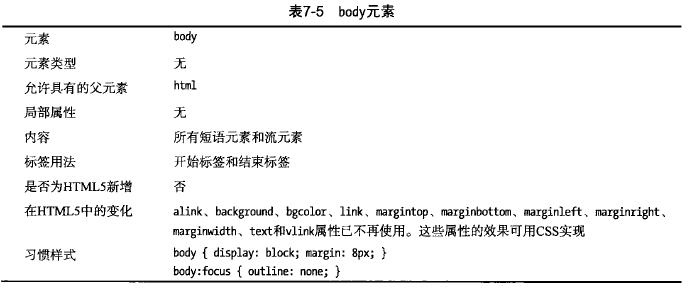 表7-5 body元素
元素 body
元素类型 无
允许具有的父元素 html
局部属性 无
内容 所有短语元素和流元素
标签用法 开始标签和结束标签
是否为HTML5新增 否
在HTML5中的变化 alink、background、bgcolor、link、margintop、marginbottom、marginleft、marginright、
marginwidth、text和vlink属性已不再使用。这些属性的效果可用CSS实现
习惯样式 body { display: block; margin: 8px; }
body:focus { outline: none; }